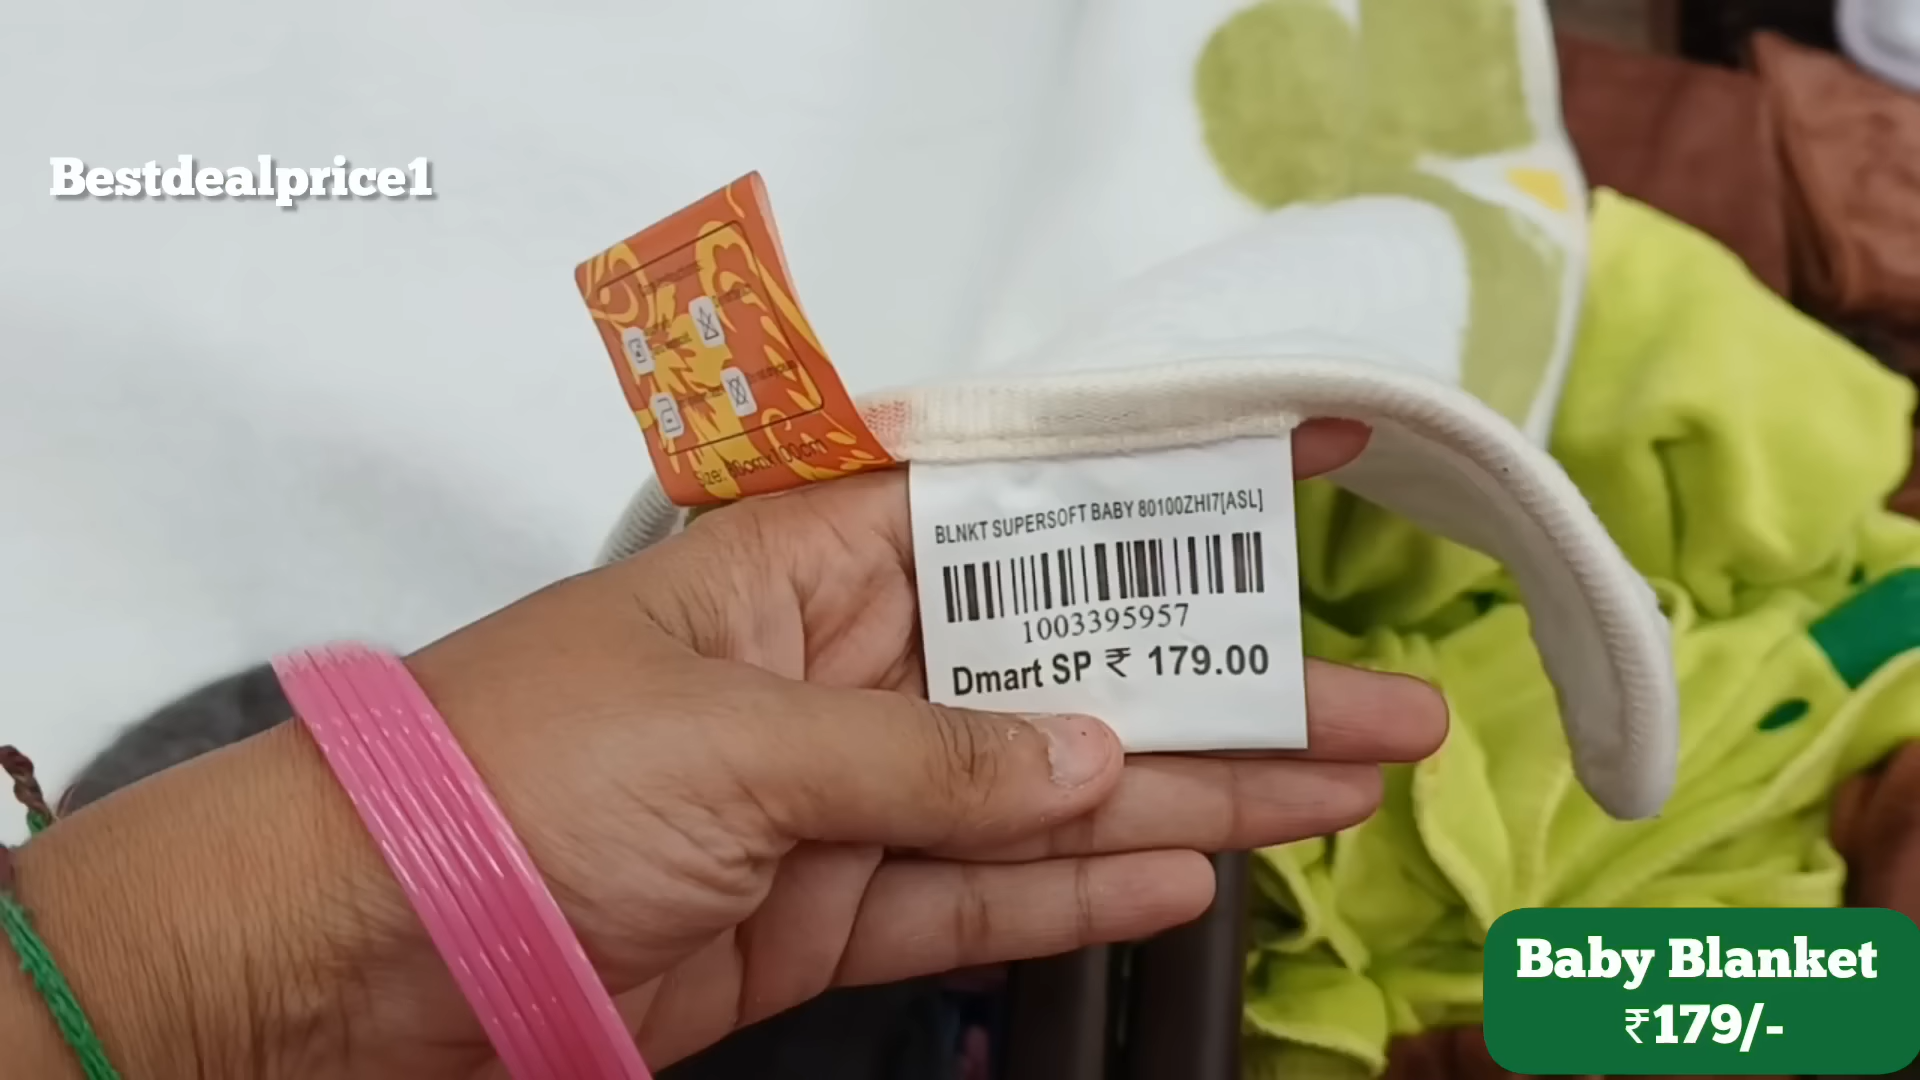 Bestdealprice1
BLNKT SUPERSOFT BABY 80100ZHI7[ASL]
1003395957
Dmart SP ₹ 179.00
Baby Blanket
₹179/-